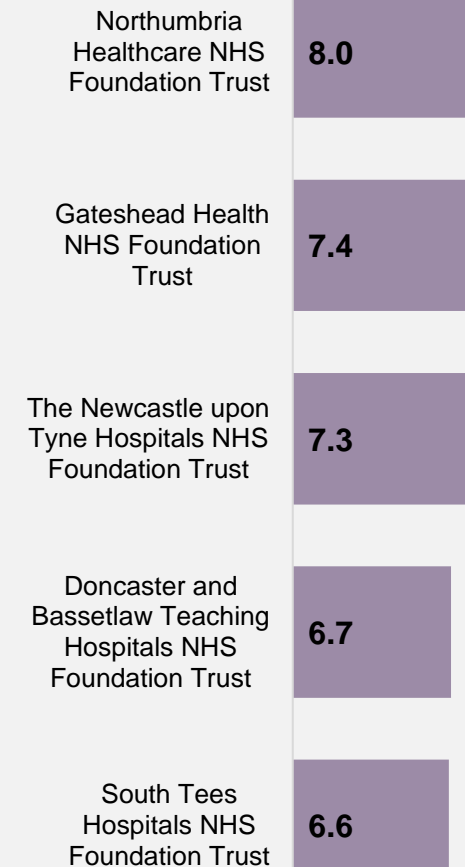 Northumbria
Healthcare NHS
Foundation Trust
8.0
Gateshead Health
NHS Foundation
Trust
7.4
The Newcastle upon
Tyne Hospitals NHS
Foundation Trust
7.3
Doncaster and
Bassetlaw Teaching
Hospitals NHS
Foundation Trust
6.7
South Tees
Hospitals NHS
Foundation Trust
6.6